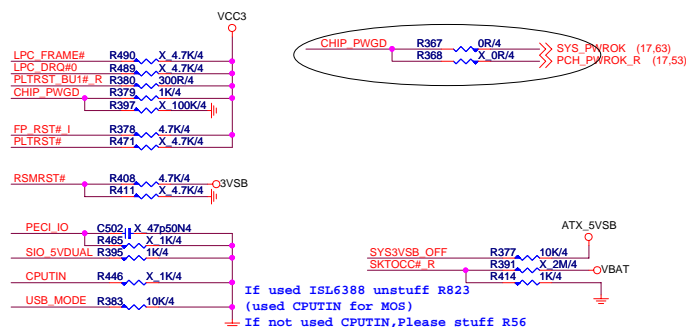 VCC3
LPC_FRAME# R490 X_4.7K/4
LPC_DRQ#0 R489 X_4.7K/4
PLTRST_BU1#_R R380 300R/4
CHIP_PWGD R379 1K/4
R397 X_100K/4
FP_RST#_I R378 4.7K/4
PLTRST# R471 X_4.7K/4
CHIP_PWGD R367 0R/4 SYS_PWROK (17,63)
R368 X_0R/4 PCH_PWROK_R (17,53)
RSMRST# R408 4.7K/4 3VSB
R411 X_4.7K/4
PECI_IO C502 X_47p50N4
R465 X_1K/4
SIO_5VDUAL R395 1K/4
CPUTIN R446 X_1K/4
USB_MODE R383 10K/4
ATX_5VSB
SYS3VSB_OFF R377 10K/4
SKTOCC#_R R391 X_2M/4 VBAT
R414 1K/4
If used ISL6388 unstuff R823
(used CPUTIN for MOS)
If not used CPUTIN,Please stuff R56